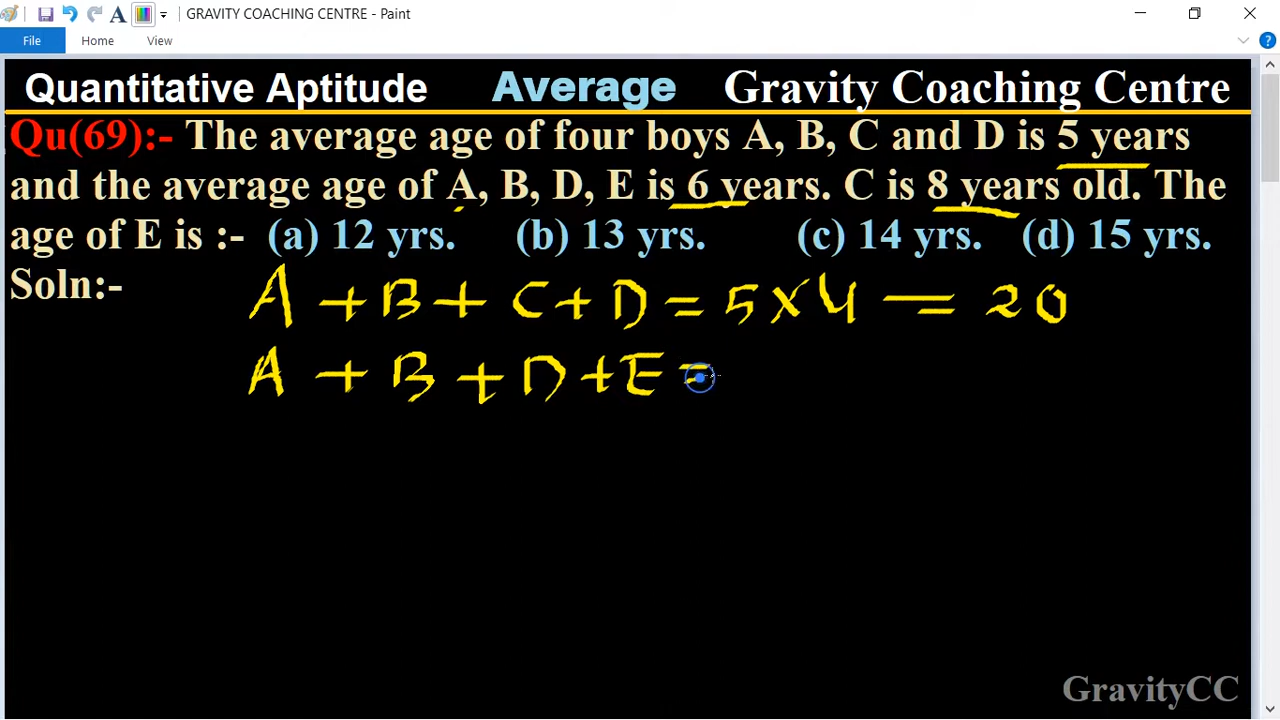 GRAVITY COACHING CENTRE - Paint
File Home View
Quantitative Aptitude Average Gravity Coaching Centre
Qu(69):- The average age of four boys A, B, C and D is 5 years
and the average age of A, B, D, E is 6 years. C is 8 years old. The
age of E is :- (a) 12 yrs. (b) 13 yrs. (c) 14 yrs. (d) 15 yrs.
Soln:- A + B + C + D = 5 × 4 = 20
A + B + D + E =
GravityCC